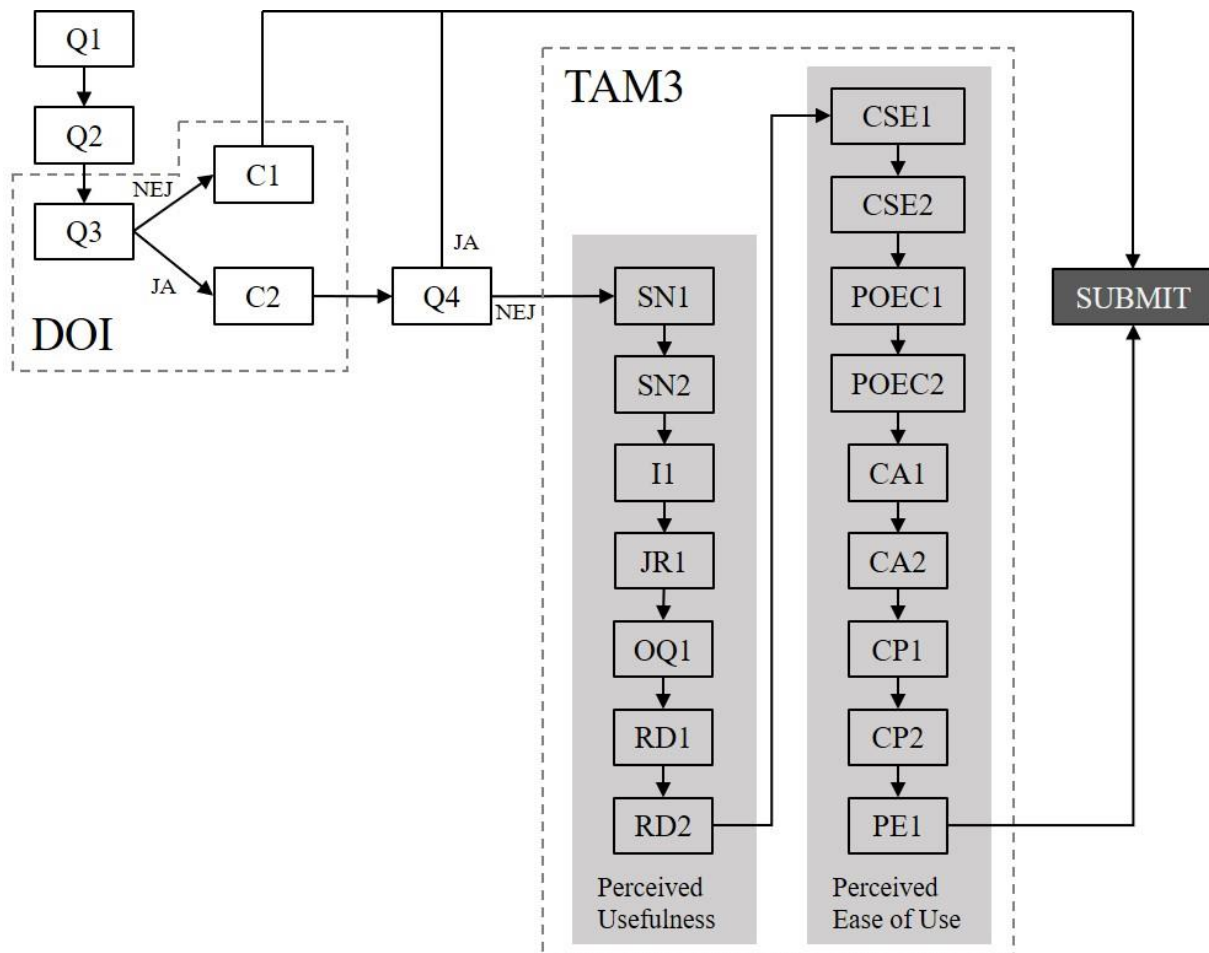 Q1
Q2
Q3
NEJ
JA
C1
C2
DOI
Q4
JA
NEJ
TAM3
SN1
SN2
I1
JR1
OQ1
RD1
RD2
Perceived
Usefulness
CSE1
CSE2
POEC1
POEC2
CA1
CA2
CP1
CP2
PE1
Perceived
Ease of Use
SUBMIT